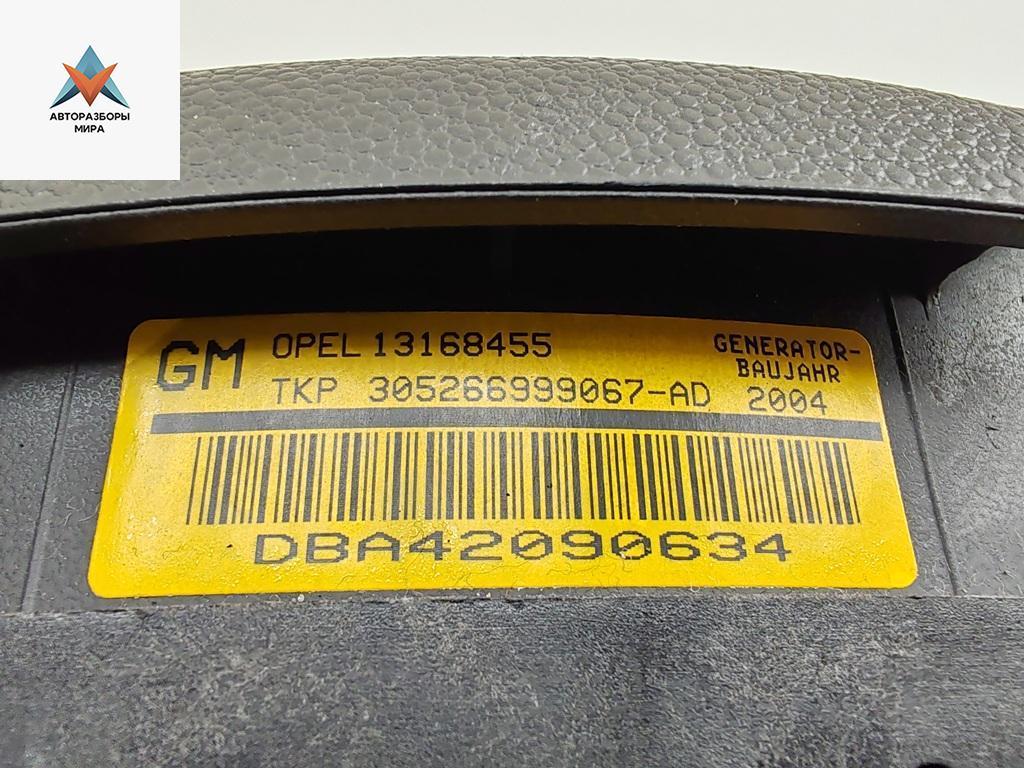 АВТОРАЗБОРЫ
МИРА
GM
OPEL 13168455
TKP 305266999067-AD
GENERATOR-
BAUJAHR
2004
DBA42090634